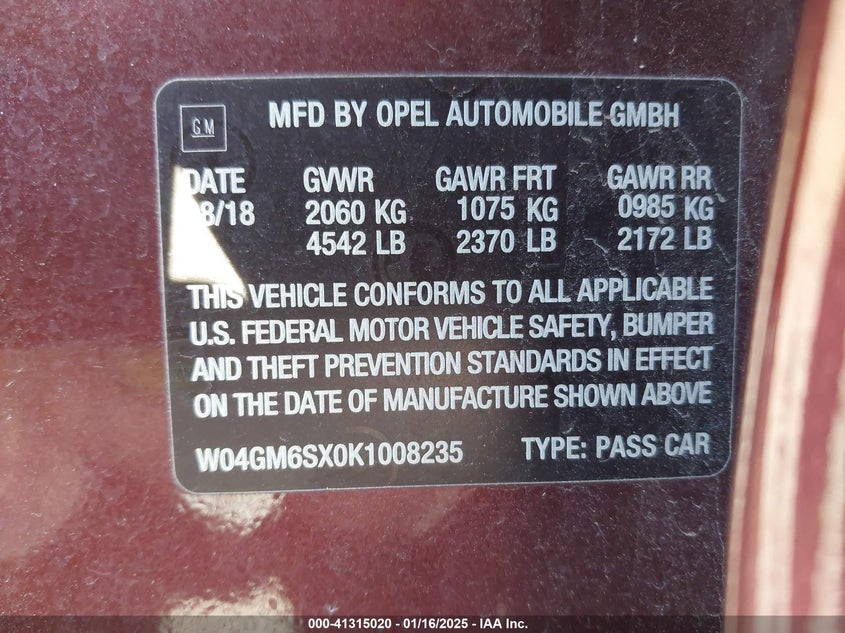 GM
MFD BY OPEL AUTOMOBILE GMBH
DATE GVWR GAWR FRT GAWR RR
8/18 2060 KG 1075 KG 0985 KG
4542 LB 2370 LB 2172 LB
THIS VEHICLE CONFORMS TO ALL APPLICABLE
U.S. FEDERAL MOTOR VEHICLE SAFETY, BUMPER
AND THEFT PREVENTION STANDARDS IN EFFECT
ON THE DATE OF MANUFACTURE SHOWN ABOVE
W04GM6SX0K1008235 TYPE: PASS CAR
000-41315020 - 01/16/2025 - IAA Inc.